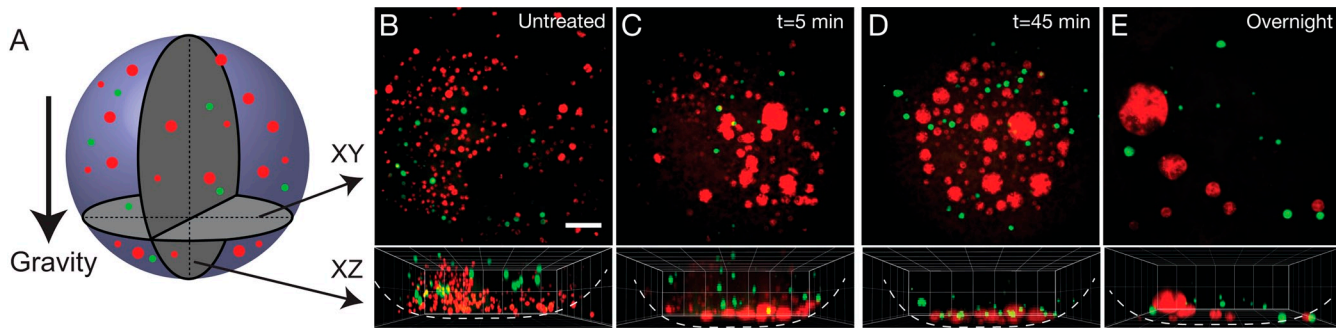 A
Gravity
XY
XZ
B
Untreated
C
t=5 min
D
t=45 min
E
Overnight